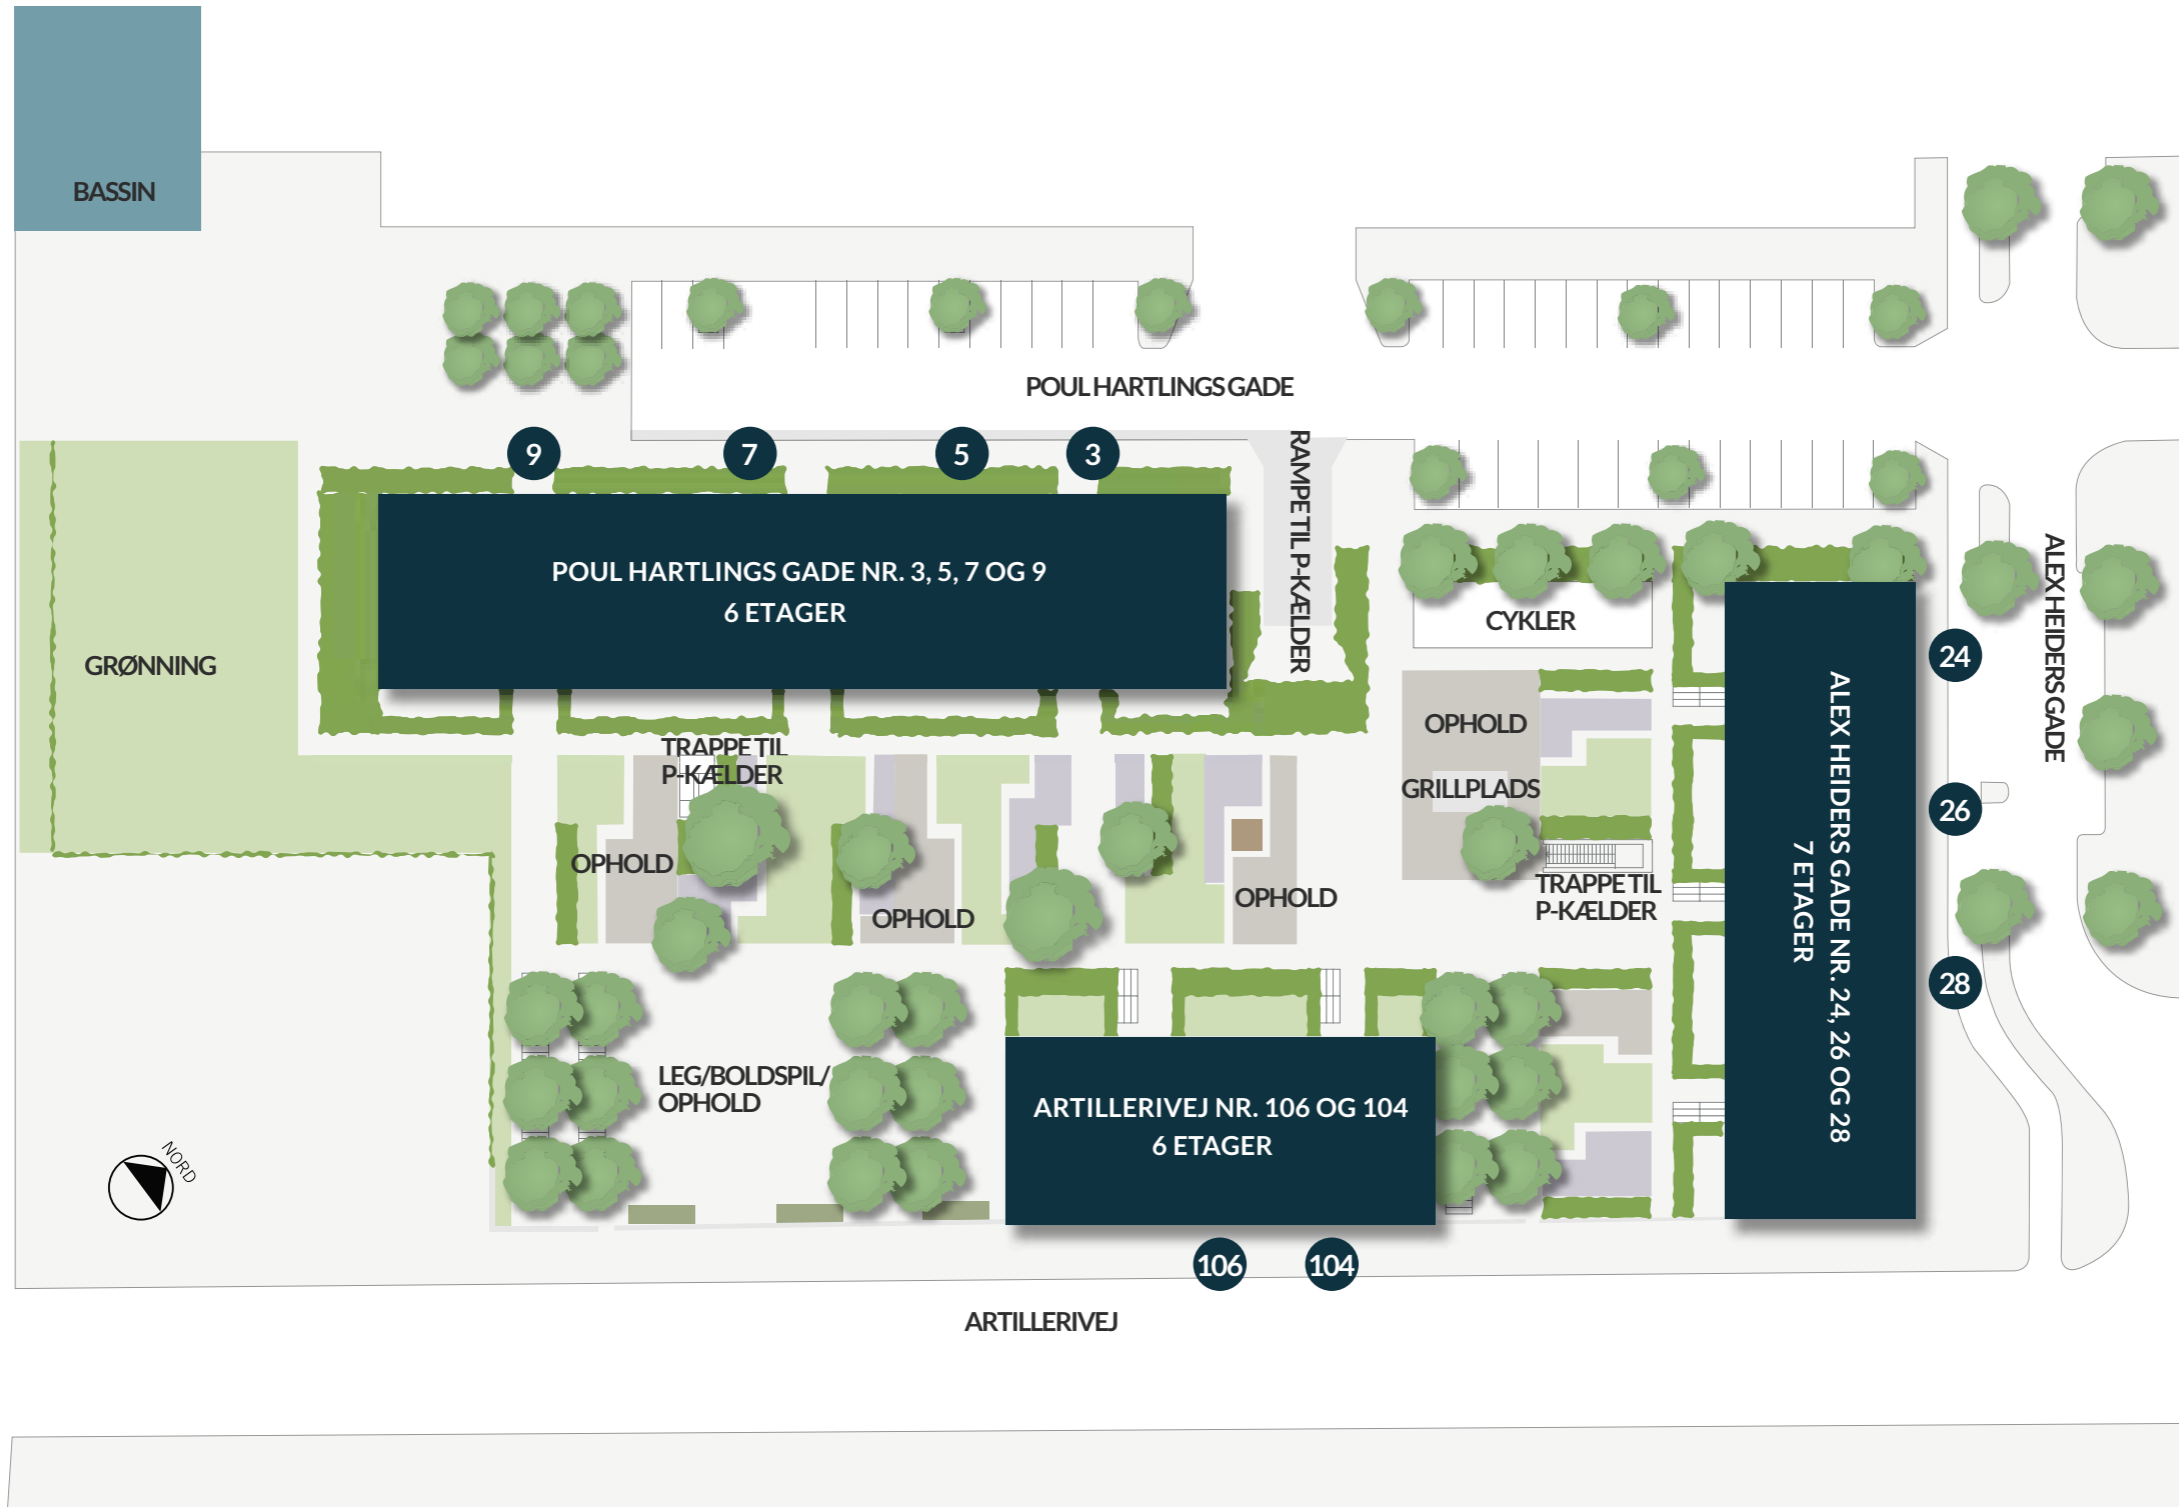 BASSIN
POUL HARTLINGS GADE
9
7
5
3
RAMPE TIL P-KÆLDER
POUL HARTLINGS GADE NR. 3, 5, 7 OG 9
6 ETAGER
GRØNNING
CYKLER
ALEX HEIDERS GADE
24
26
28
ALEX HEIDERS GADE NR. 24, 26 OG 28
7 ETAGER
OPHOLD
GRILLPLADS
TRAPPE TIL
P-KÆLDER
OPHOLD
OPHOLD
OPHOLD
TRAPPE TIL
P-KÆLDER
LEG/BOLDSPIL/
OPHOLD
ARTILLERIVEJ NR. 106 OG 104
6 ETAGER
NORD
106
104
ARTILLERIVEJ